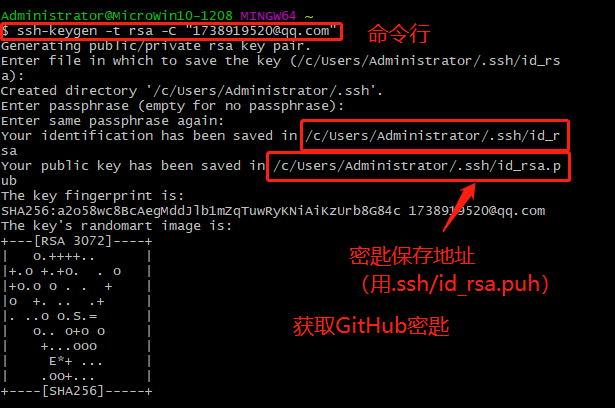 Administrator@MicroWin10-1208 MINGW64 ~
$ ssh-keygen -t rsa -C "1738919520@qq.com"
命令行
Generating public/private rsa key pair.
Enter file in which to save the key (/c/Users/Administrator/.ssh/id_rs
a):
Created directory '/c/Users/Administrator/.ssh'.
Enter passphrase (empty for no passphrase):
Enter same passphrase again:
Your identification has been saved in /c/Users/Administrator/.ssh/id_r
sa
Your public key has been saved in /c/Users/Administrator/.ssh/id_rsa.p
ub
The key fingerprint is:
SHA256:a2o58wc8BcAegMddJlb1mZqTuwRyKNiAiKzUrb8G84c 1738919520@qq.com
The key's randomart image is:
+---[RSA 3072]----+
|    o.++++..     |
|+.o +.+o.  . o   |
|+o.o o . .  +    |
|o  +. ..  .+     |
|. ..o o.S.=      |
|    o.. o+o o    |
|     +...ooo     |
|      E*+ ...    |
|     .oo+...     |
+----[SHA256]-----+
密匙保存地址
（用.ssh/id_rsa.puh）
获取GitHub密匙